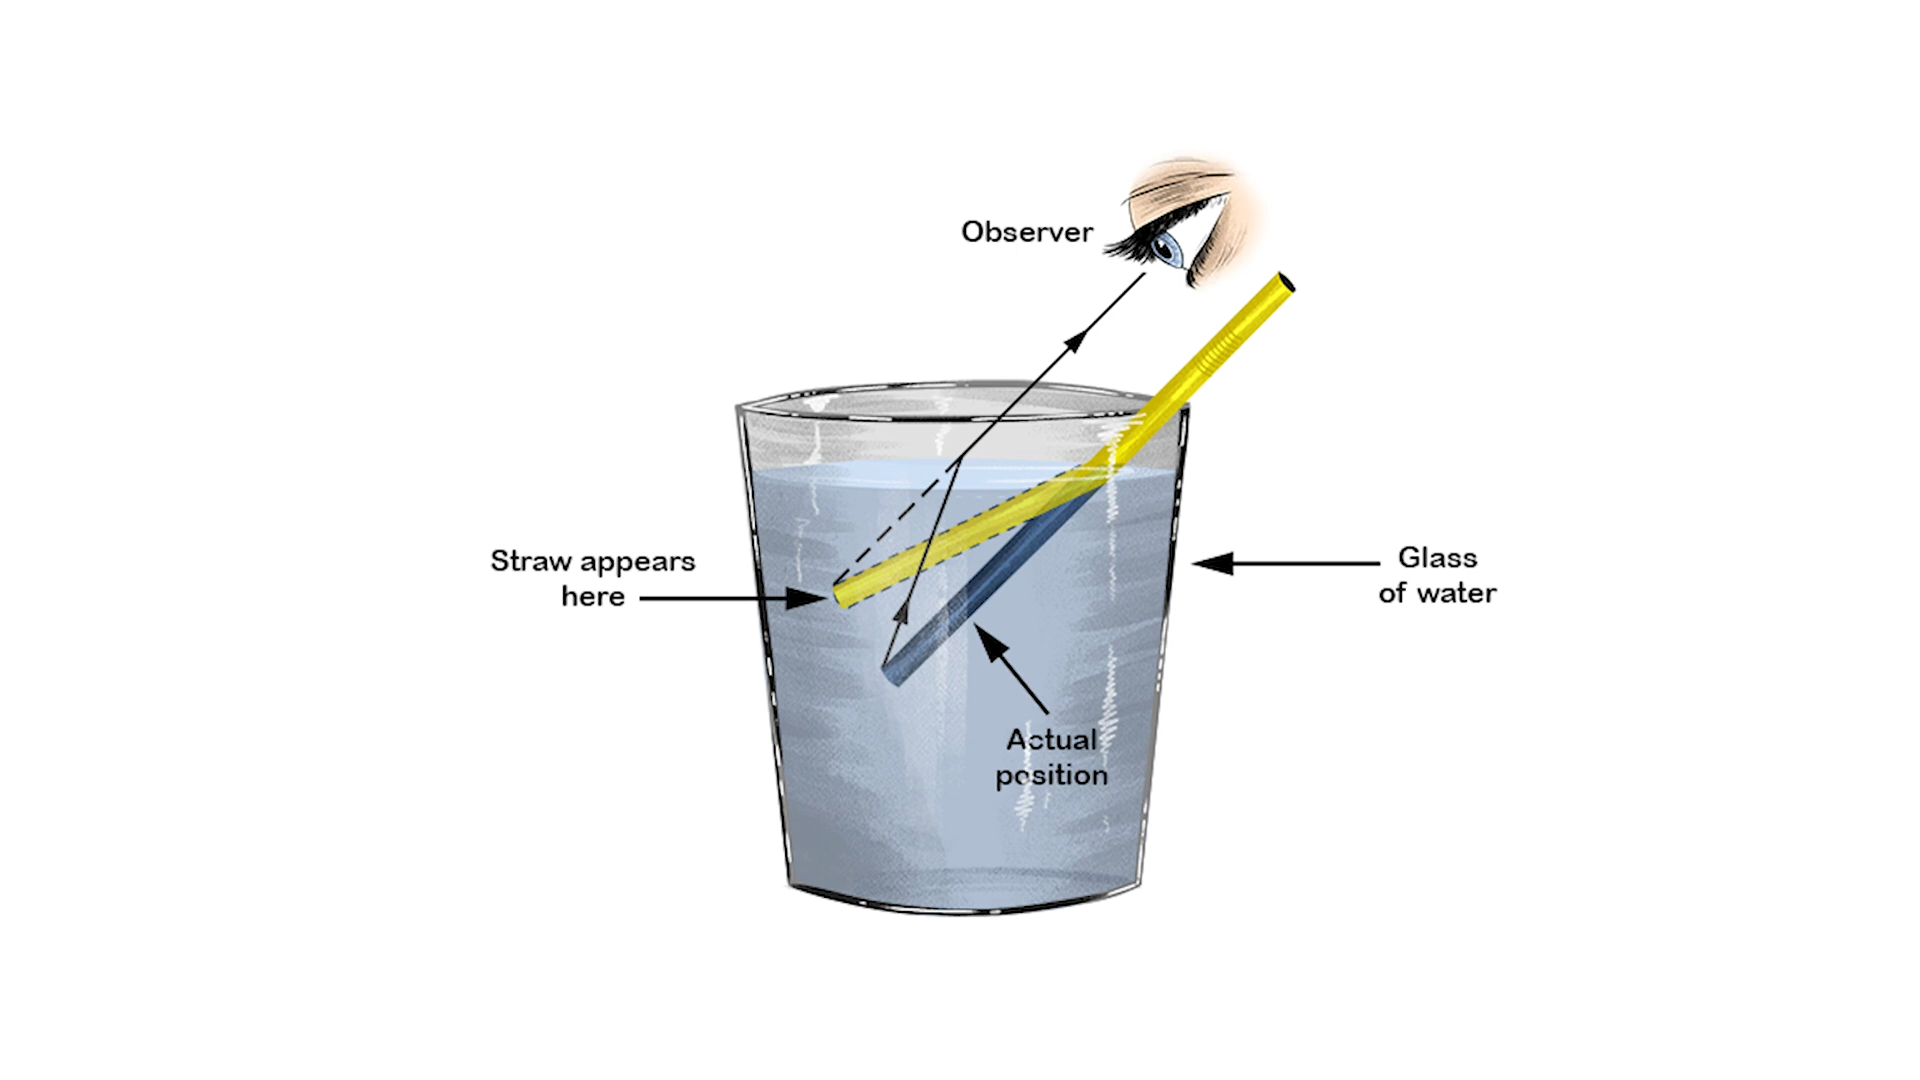 Observer
Straw appears
here
Glass
of water
Actual
position